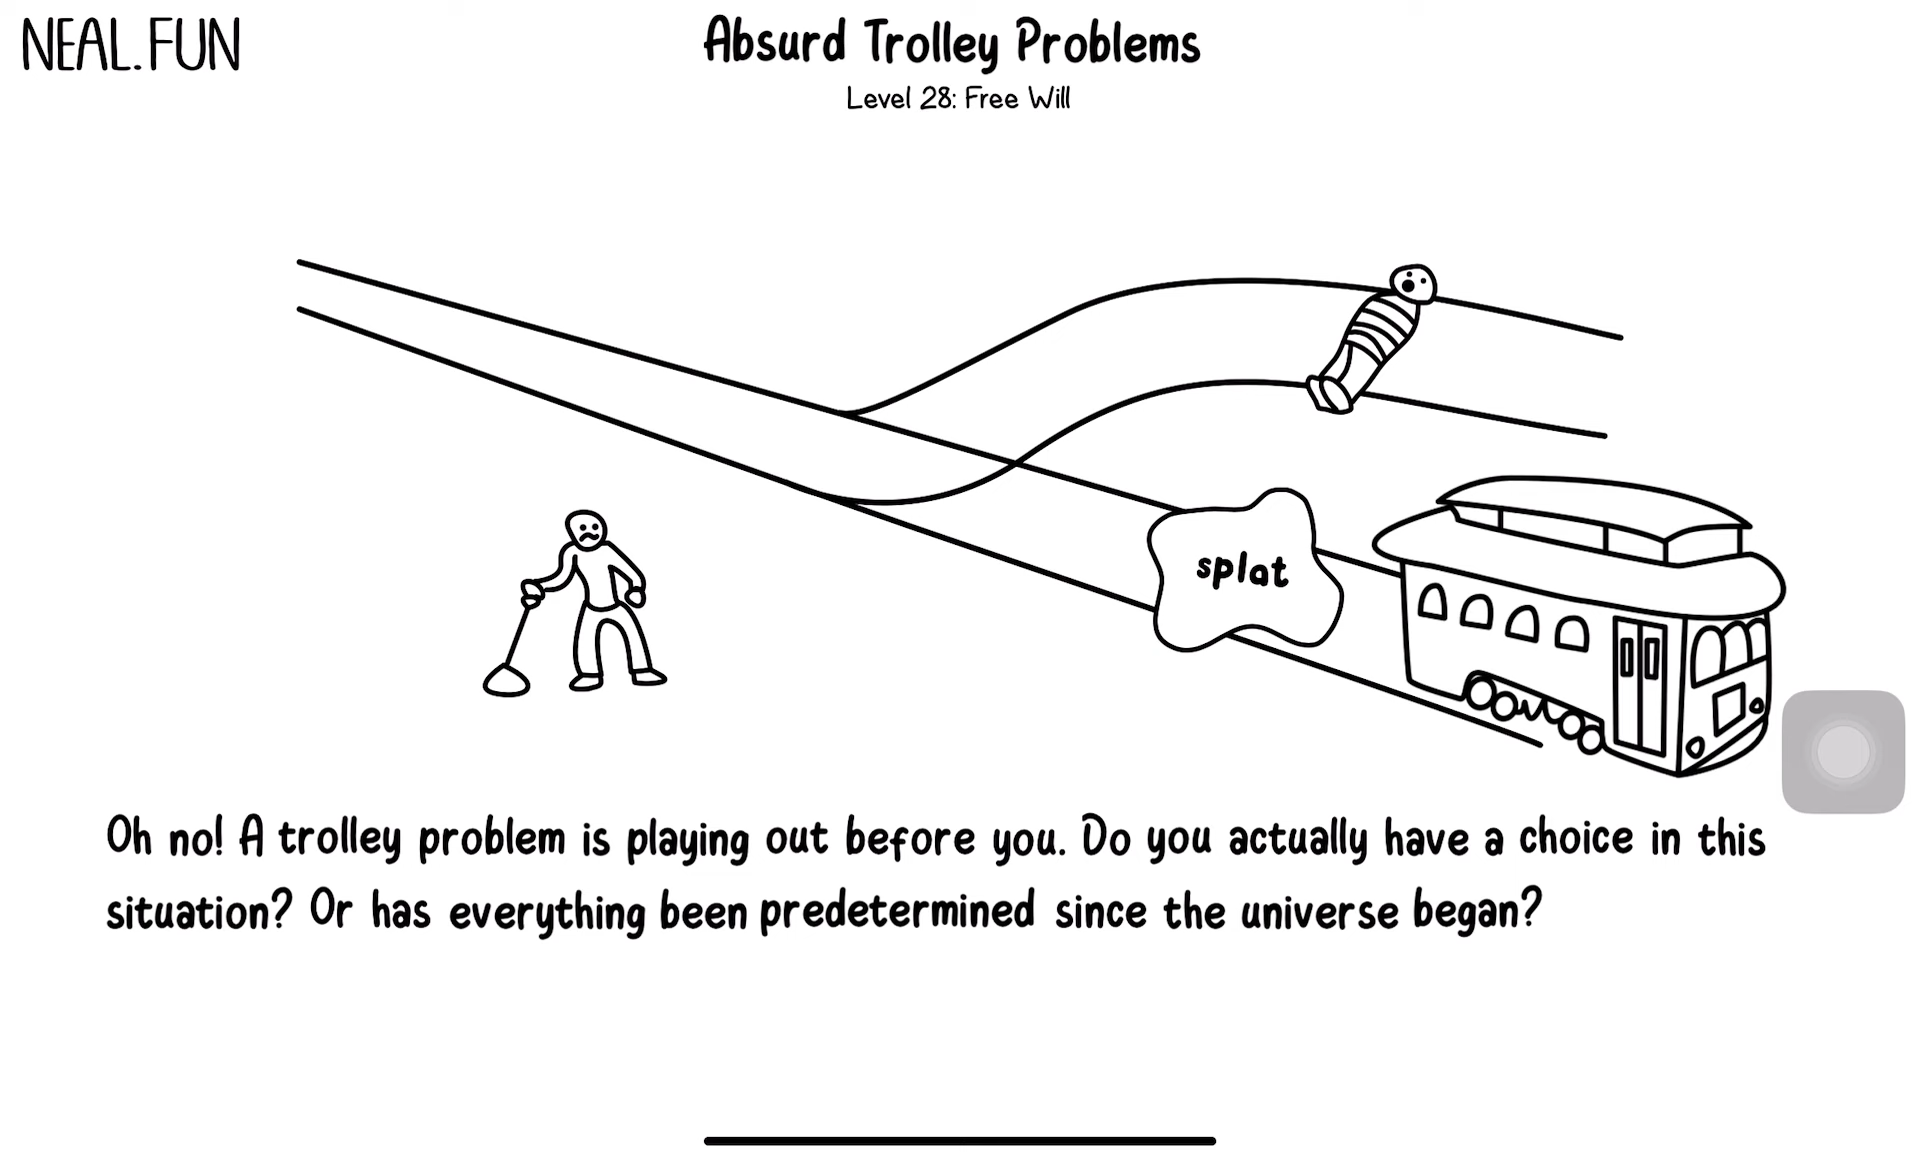 NEAL.FUN
Absurd Trolley Problems
Level 28: Free Will
splat
Oh no! A trolley problem is playing out before you. Do you actually have a choice in this
situation? Or has everything been predetermined since the universe began?